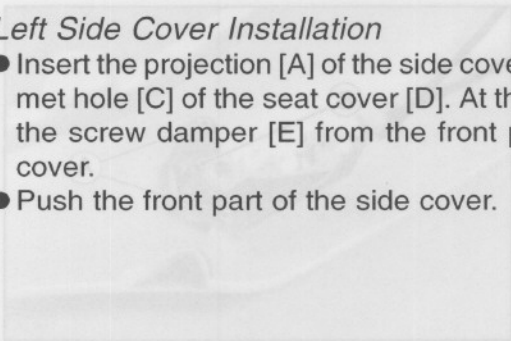 Left Side Cover Installation
● Insert the projection [A] of the side cove
met hole [C] of the seat cover [D]. At th
the screw damper [E] from the front p
cover.
● Push the front part of the side cover.